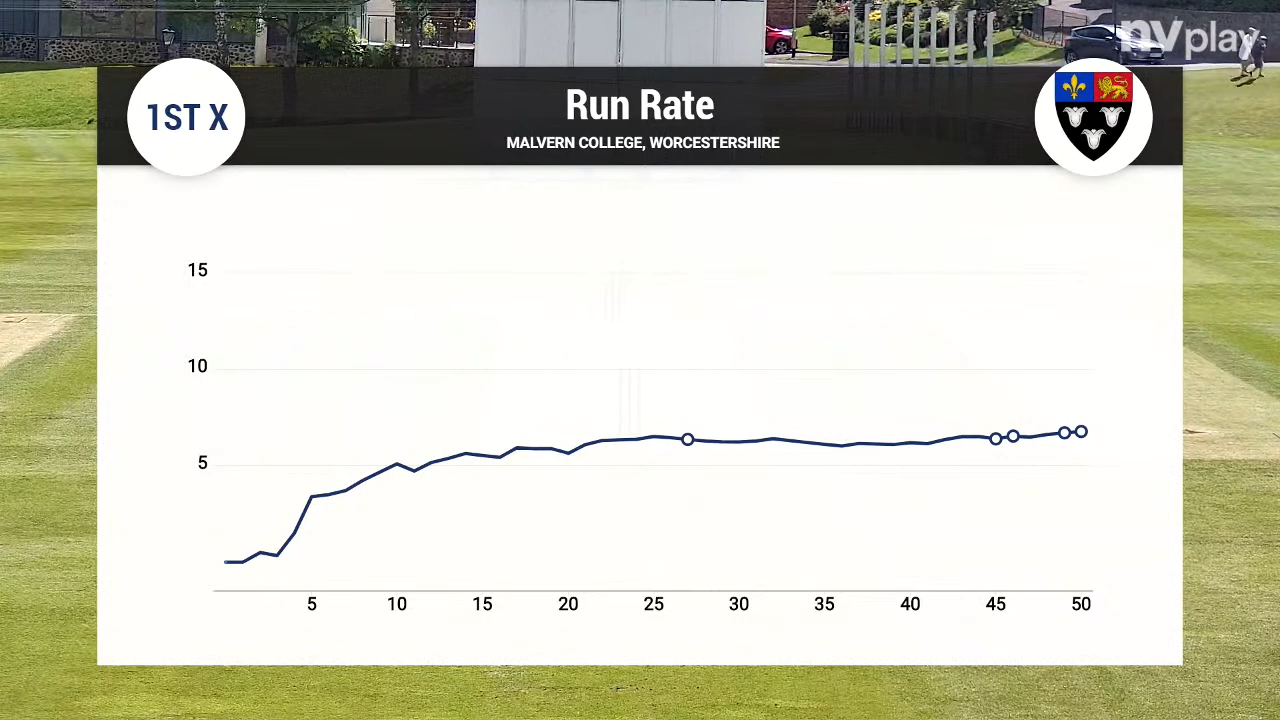 nvplay
1ST X
Run Rate
MALVERN COLLEGE, WORCESTERSHIRE
15
10
5
5 10 15 20 25 30 35 40 45 50